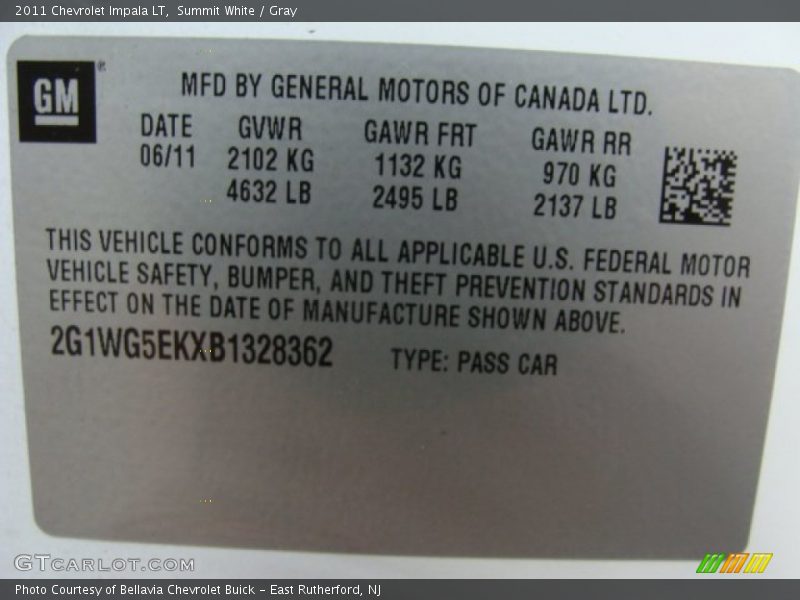 2011 Chevrolet Impala LT, Summit White / Gray
GM ®
MFD BY GENERAL MOTORS OF CANADA LTD.
DATE GVWR GAWR FRT GAWR RR
06/11 2102 KG 1132 KG 970 KG
4632 LB 2495 LB 2137 LB
THIS VEHICLE CONFORMS TO ALL APPLICABLE U.S. FEDERAL MOTOR
VEHICLE SAFETY, BUMPER, AND THEFT PREVENTION STANDARDS IN
EFFECT ON THE DATE OF MANUFACTURE SHOWN ABOVE.
2G1WG5EKXB1328362 TYPE: PASS CAR
GTCARLOT.COM
Photo Courtesy of Bellavia Chevrolet Buick – East Rutherford, NJ